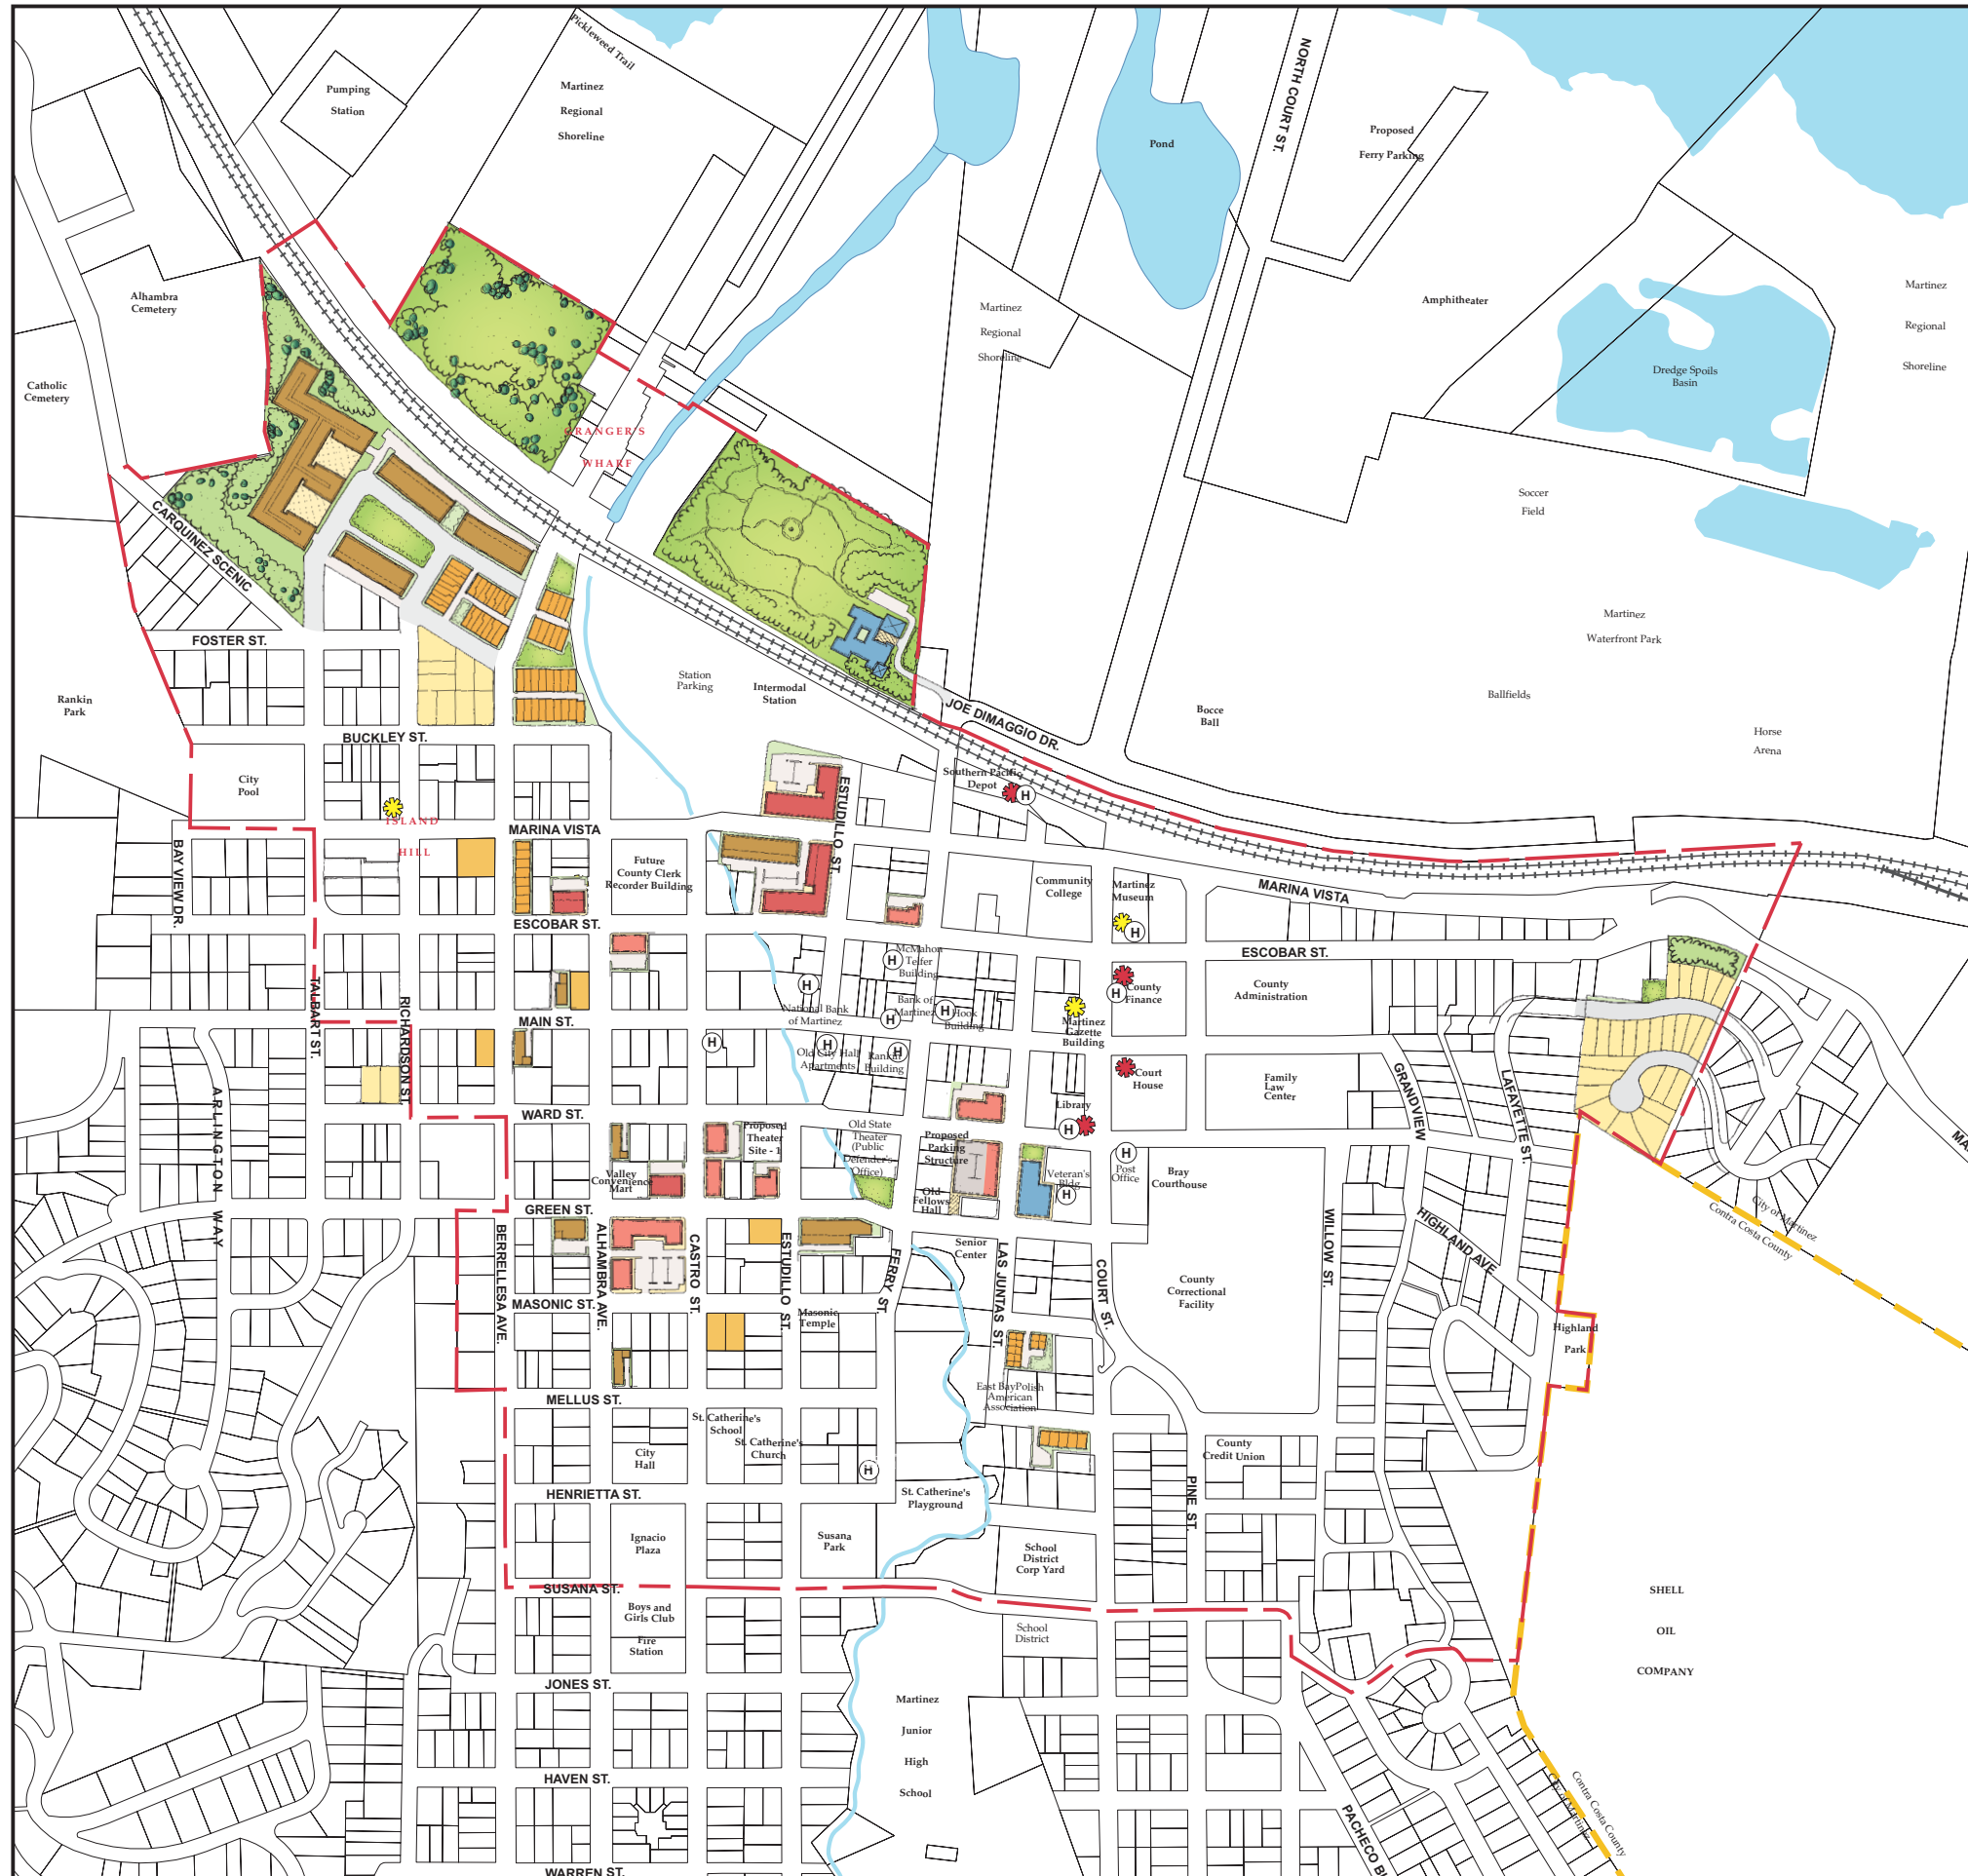 Pickleweed Trail
Pumping
Station
Martinez
Regional
Shoreline
Pond
NORTH COURT ST.
Proposed
Ferry Parking
Alhambra
Cemetery
Catholic
Cemetery
GRANGER'S
WHARF
Martinez
Regional
Shoreline
Amphitheater
Martinez
Regional
Shoreline
Dredge Spoils
Basin
Soccer
Field
CARQUINEZ SCENIC
FOSTER ST.
Martinez
Waterfront Park
Rankin
Park
Station
Parking
Intermodal
Station
JOE DIMAGGIO DR.
Bocce
Ball
Ballfields
Horse
Arena
BUCKLEY ST.
City
Pool
Southern Pacific
Depot
H
ESTUDILLO ST.
ISLAND
HILL
MARINA VISTA
BAY VIEW DR.
Future
County Clerk
Recorder Building
Community
College
Martinez
Museum
H
MARINA VISTA
ESCOBAR ST.
ESCOBAR ST.
McMahon
Telfer
Building
H
H
County
Finance
H
County
Administration
National Bank
of Martinez
Bank of
Martinez
H
H
Hook
Building
Martinez
Gazette
Building
TALBART ST.
RICHARDSON ST.
MAIN ST.
H
H
H
Old City Hall
Apartments
Rankin
Building
Court
House
Family
Law
Center
GRANDVIEW
LAFAYETTE ST.
ARLINGTON WAY
WARD ST.
Library
H
Proposed
Theater
Site - 1
Old State
Theater
(Public
Defender's
Office)
Proposed
Parking
Structure
Valley
Convenience
Mart
Old-
Fellows
Hall
Veteran's
Bldg
H
H
Post
Office
Bray
Courthouse
GREEN ST.
BERRELLESA AVE.
ALHAMBRA AVE.
CASTRO ST.
ESTUDILLO ST.
FERRY ST.
Senior
Center
LAS JUNTAS ST.
COURT ST.
WILLOW ST.
HIGHLAND AVE
City of Martinez
Contra Costa County
County
Correctional
Facility
MASONIC ST.
Masonic
Temple
Highland
Park
MELLUS ST.
East BayPolish
American
Association
St. Catherine's
School
St. Catherine's
Church
City
Hall
H
County
Credit Union
HENRIETTA ST.
St. Catherine's
Playground
PINE ST.
Ignacio
Plaza
Susana
Park
School
District
Corp Yard
SUSANA ST.
SHELL
OIL
COMPANY
Boys and
Girls Club
Fire
Station
School
District
JONES ST.
Martinez
Junior
High
School
HAVEN ST.
Contra Costa County
City of Martinez
WARREN ST.